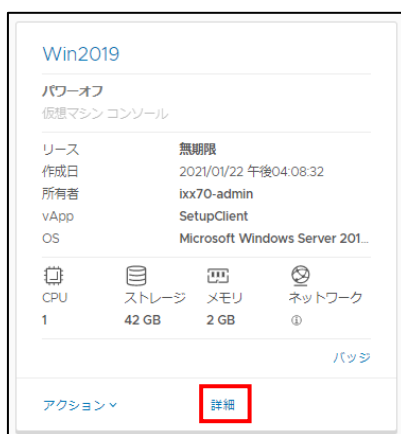 Win2019
パワーオフ
仮想マシン コンソール
リース 無期限
作成日 2021/01/22 午後04:08:32
所有者 ixx70-admin
vApp SetupClient
OS Microsoft Windows Server 201...
CPU ストレージ メモリ ネットワーク
1 42 GB 2 GB
バッジ
アクション 詳細